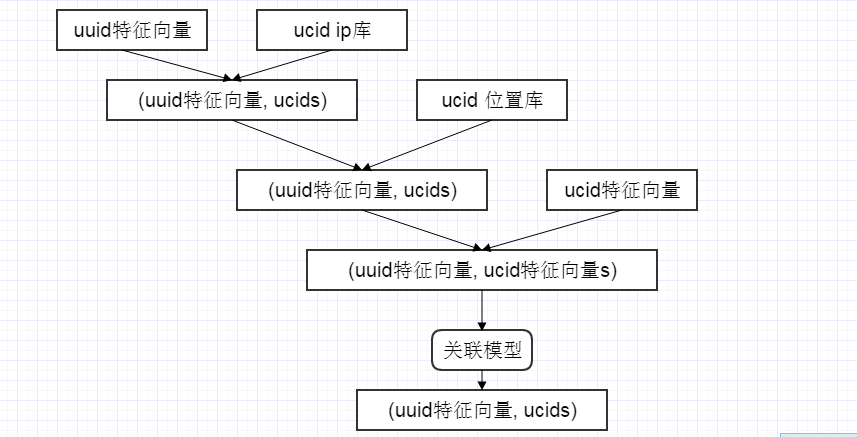 uuid特征向量
ucid ip库
(uuid特征向量, ucids)
ucid 位置库
(uuid特征向量, ucids)
ucid特征向量
(uuid特征向量, ucid特征向量s)
关联模型
(uuid特征向量, ucids)